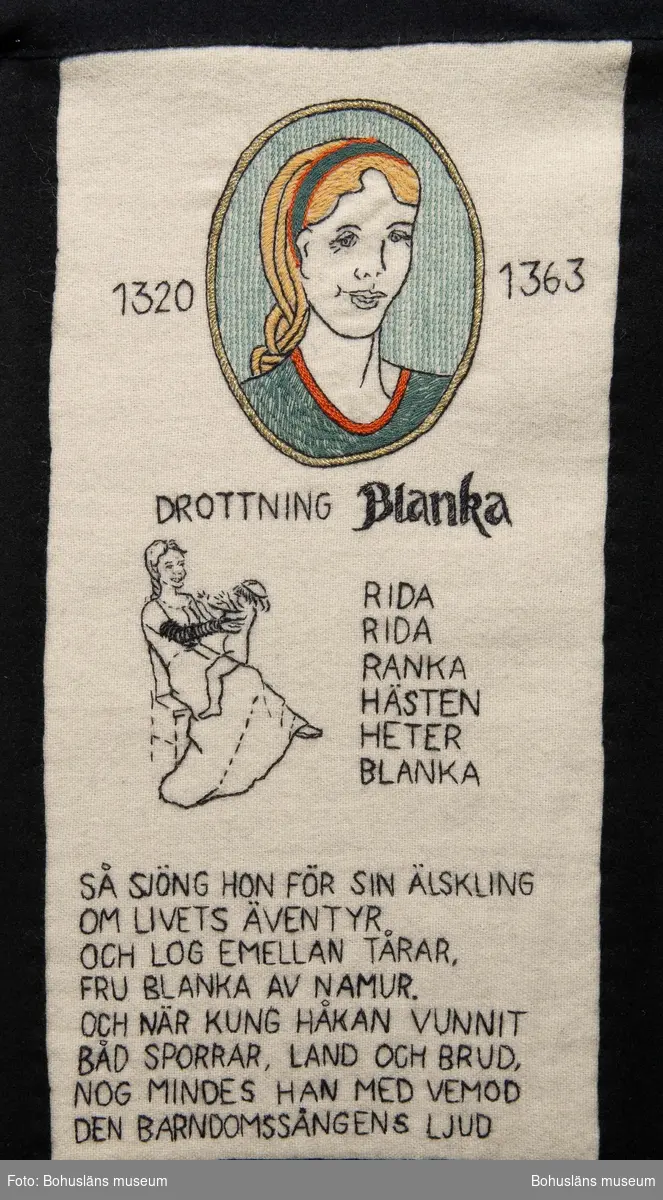 1320
1363
DROTTNING Blanka
RIDA
RIDA
RANKA
HÄSTEN
HETER
BLANKA
SÅ SJÖNG HON FÖR SIN ÄLSKLING
OM LIVETS ÄVENTYR
OCH LOG EMELLAN TÅRAR,
FRU BLANKA AV NAMUR.
OCH NÄR KUNG HÅKAN VUNNIT
BÅD SPORRAR, LAND OCH BRUD,
NOG MINDES HAN MED VEMOD
DEN BARNDOMSSÅNGENS LJUD
Foto: Bohusläns museum
Bohusläns museum